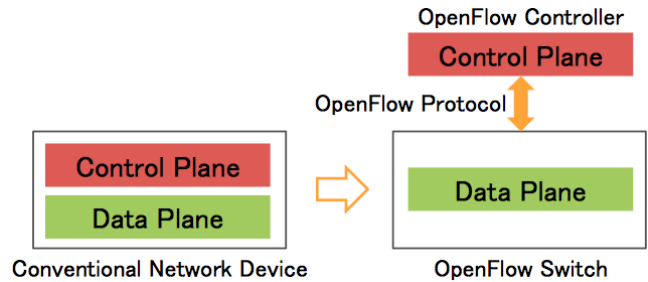 OpenFlow Controller
Control Plane
OpenFlow Protocol
Control Plane
Data Plane
Data Plane
Conventional Network Device
OpenFlow Switch